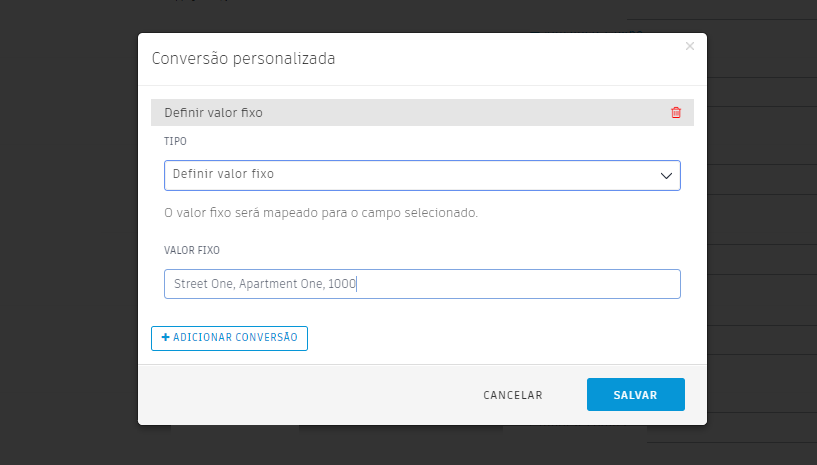 Conversão personalizada
×
Definir valor fixo
TIPO
Definir valor fixo
O valor fixo será mapeado para o campo selecionado.
VALOR FIXO
Street One, Apartment One, 1000
+ ADICIONAR CONVERSÃO
CANCELAR
SALVAR